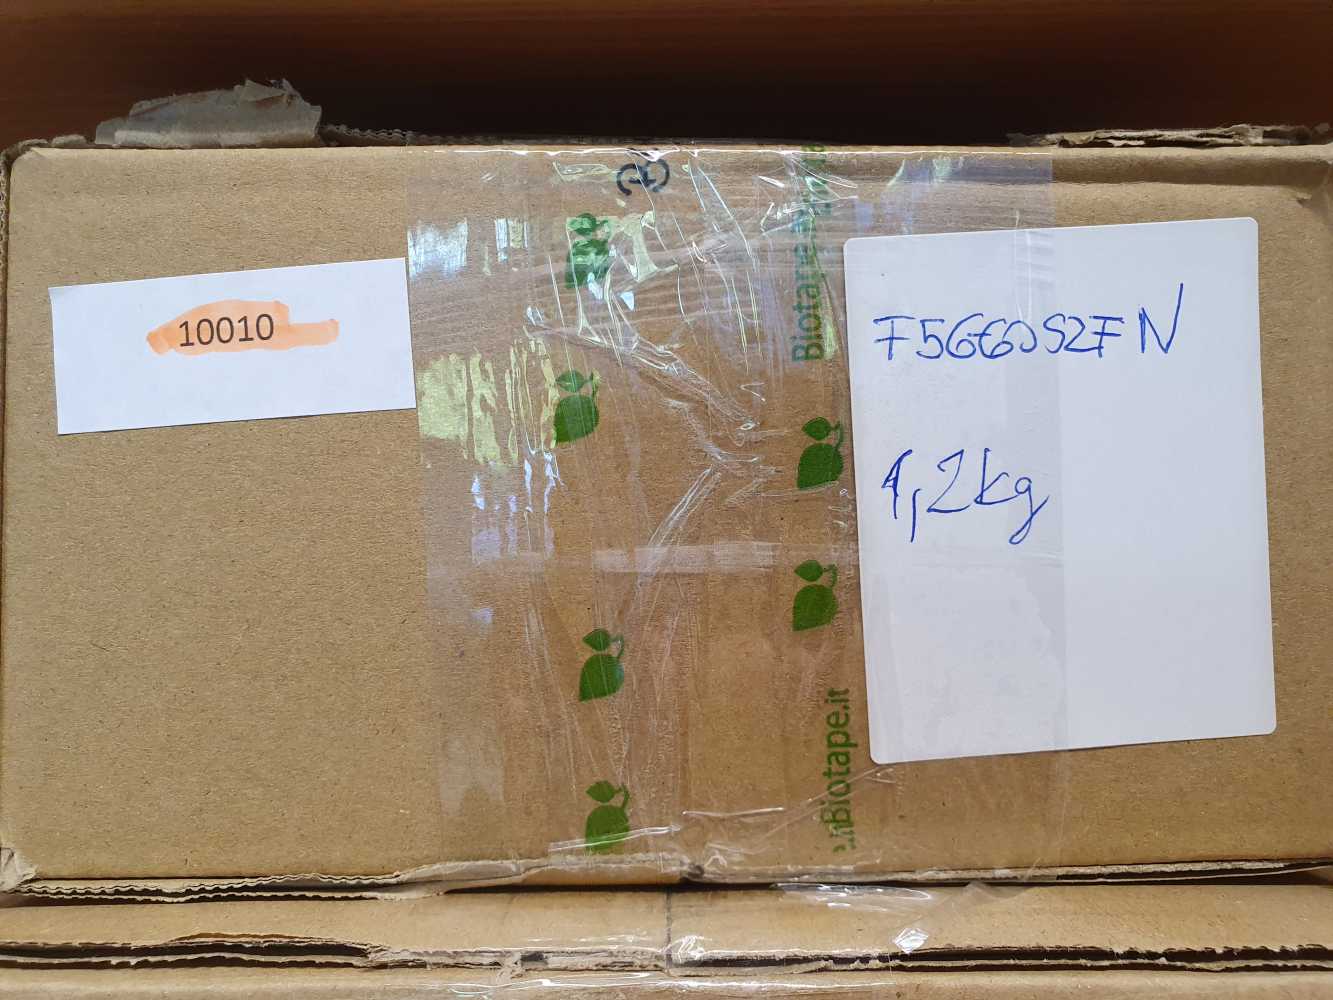 10010
F5660S2FN
1,2kg
Biotape.it
Biotape